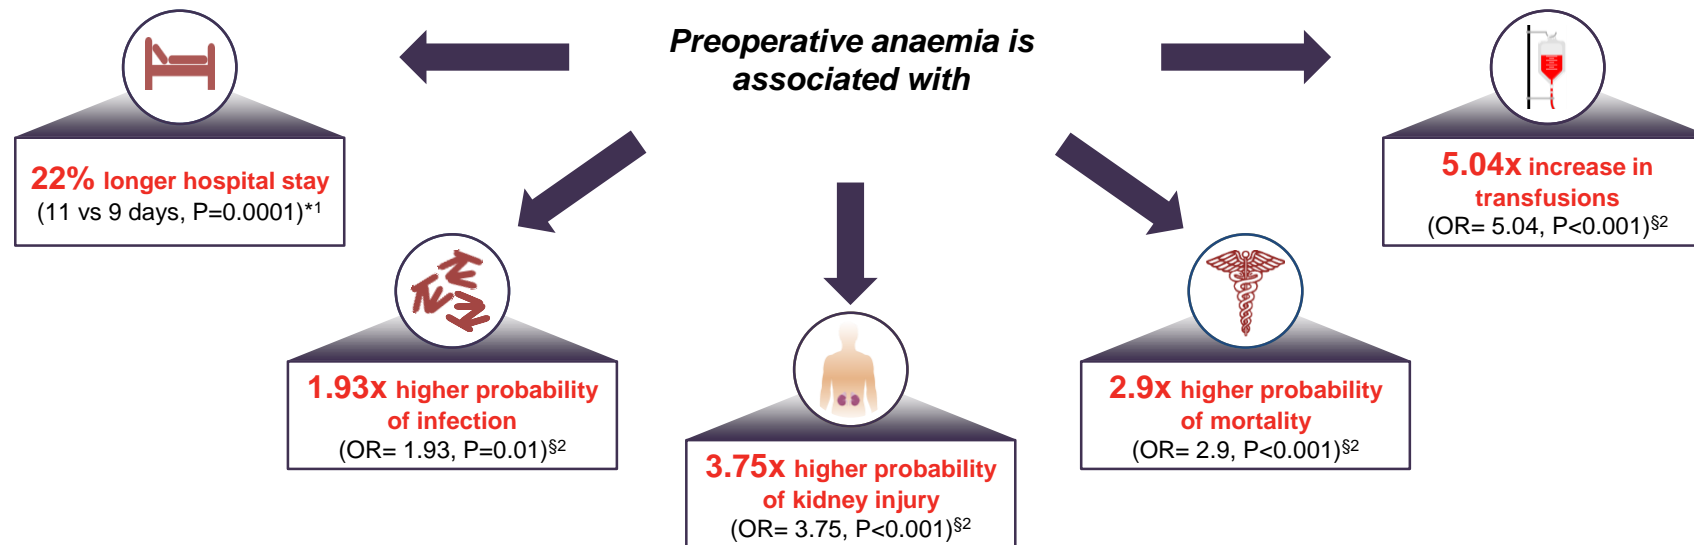 Preoperative anaemia is
associated with
22% longer hospital stay
(11 vs 9 days, P=0.0001)*1
1.93x higher probability
of infection
(OR= 1.93, P=0.01)§2
3.75x higher probability
of kidney injury
(OR= 3.75, P<0.001)§2
2.9x higher probability
of mortality
(OR= 2.9, P<0.001)§2
5.04x increase in
transfusions
(OR= 5.04, P<0.001)§2